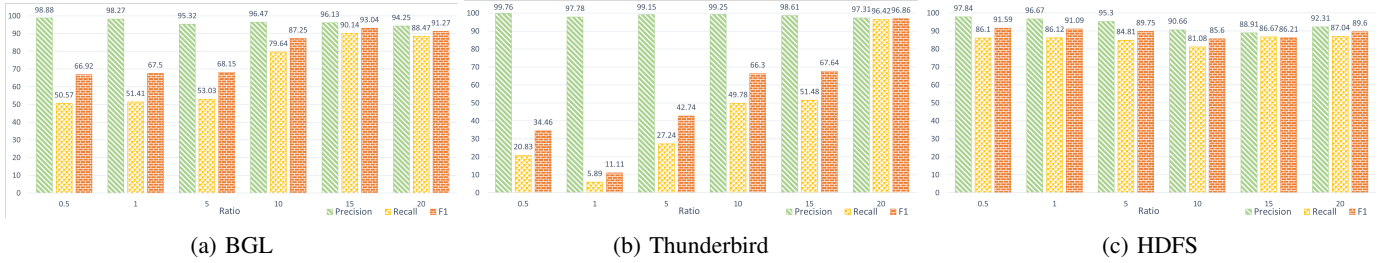 98.88 98.27 95.32 96.47 96.13 94.25
50.57 51.41 53.03 79.64 90.14 88.47
66.92 67.5 68.15 87.25 93.04 91.27
100
90
80
70
60
50
40
30
20
10
0
0.5 1 5 10 15 20
Ratio
Precision Recall F1
(a) BGL
99.76 97.78 99.15 99.25 98.61 97.31
20.83 5.89 27.24 49.78 51.48 96.42
34.46 11.11 42.74 66.3 67.64 96.86
100
90
80
70
60
50
40
30
20
10
0
0.5 1 5 10 15 20
Ratio
Precision Recall F1
(b) Thunderbird
97.84 96.67 95.3 90.66 88.91 92.31
86.1 86.12 84.81 81.08 86.67 87.04
91.59 91.09 89.75 85.6 86.21 89.6
100
90
80
70
60
50
40
30
20
10
0
0.5 1 5 10 15 20
Ratio
Precision Recall F1
(c) HDFS